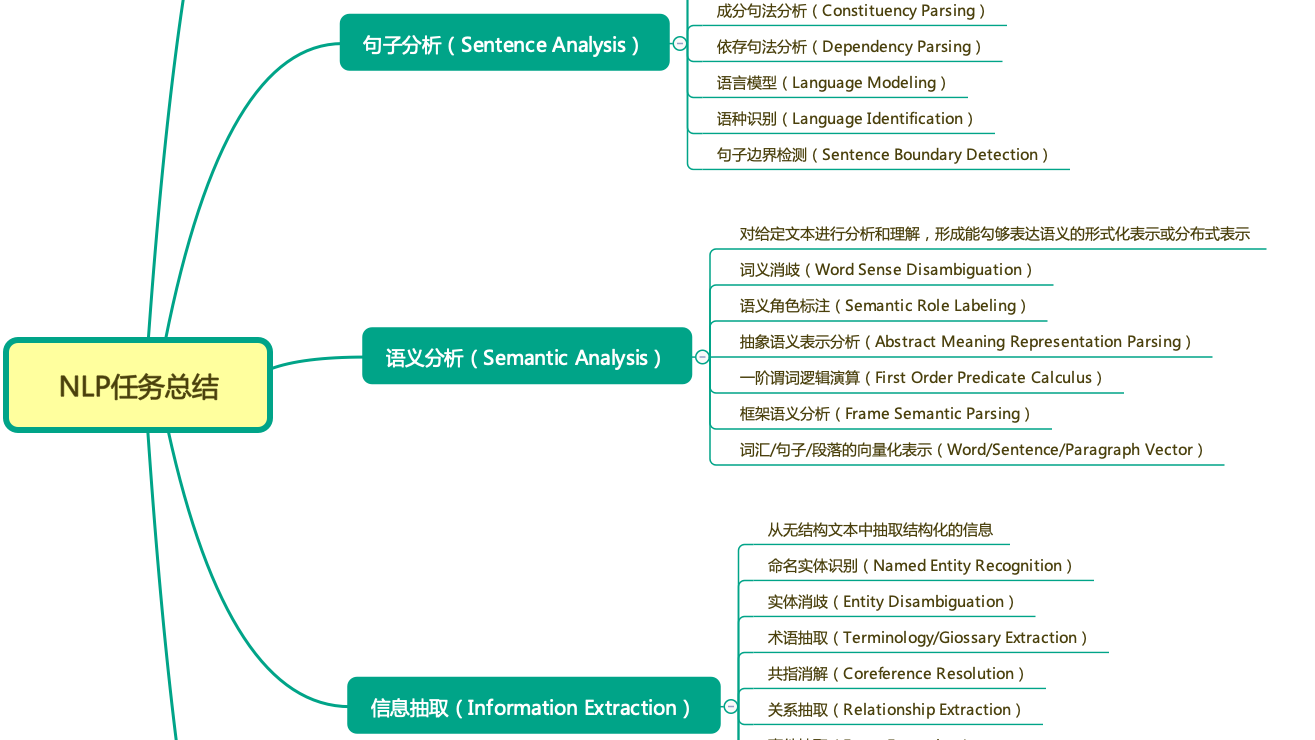 成分句法分析（Constituency Parsing）
句子分析（Sentence Analysis）
依存句法分析（Dependency Parsing）
语言模型（Language Modeling）
语种识别（Language Identification）
句子边界检测（Sentence Boundary Detection）
对给定文本进行分析和理解，形成能勾够表达语义的形式化表示或分布式表示
词义消歧（Word Sense Disambiguation）
语义角色标注（Semantic Role Labeling）
抽象语义表示分析（Abstract Meaning Representation Parsing）
语义分析（Semantic Analysis）
一阶谓词逻辑演算（First Order Predicate Calculus）
框架语义分析（Frame Semantic Parsing）
词汇/句子/段落的向量化表示（Word/Sentence/Paragraph Vector）
NLP任务总结
从无结构文本中抽取结构化的信息
命名实体识别（Named Entity Recognition）
实体消歧（Entity Disambiguation）
术语抽取（Terminology/Giossary Extraction）
共指消解（Coreference Resolution）
信息抽取（Information Extraction）
关系抽取（Relationship Extraction）